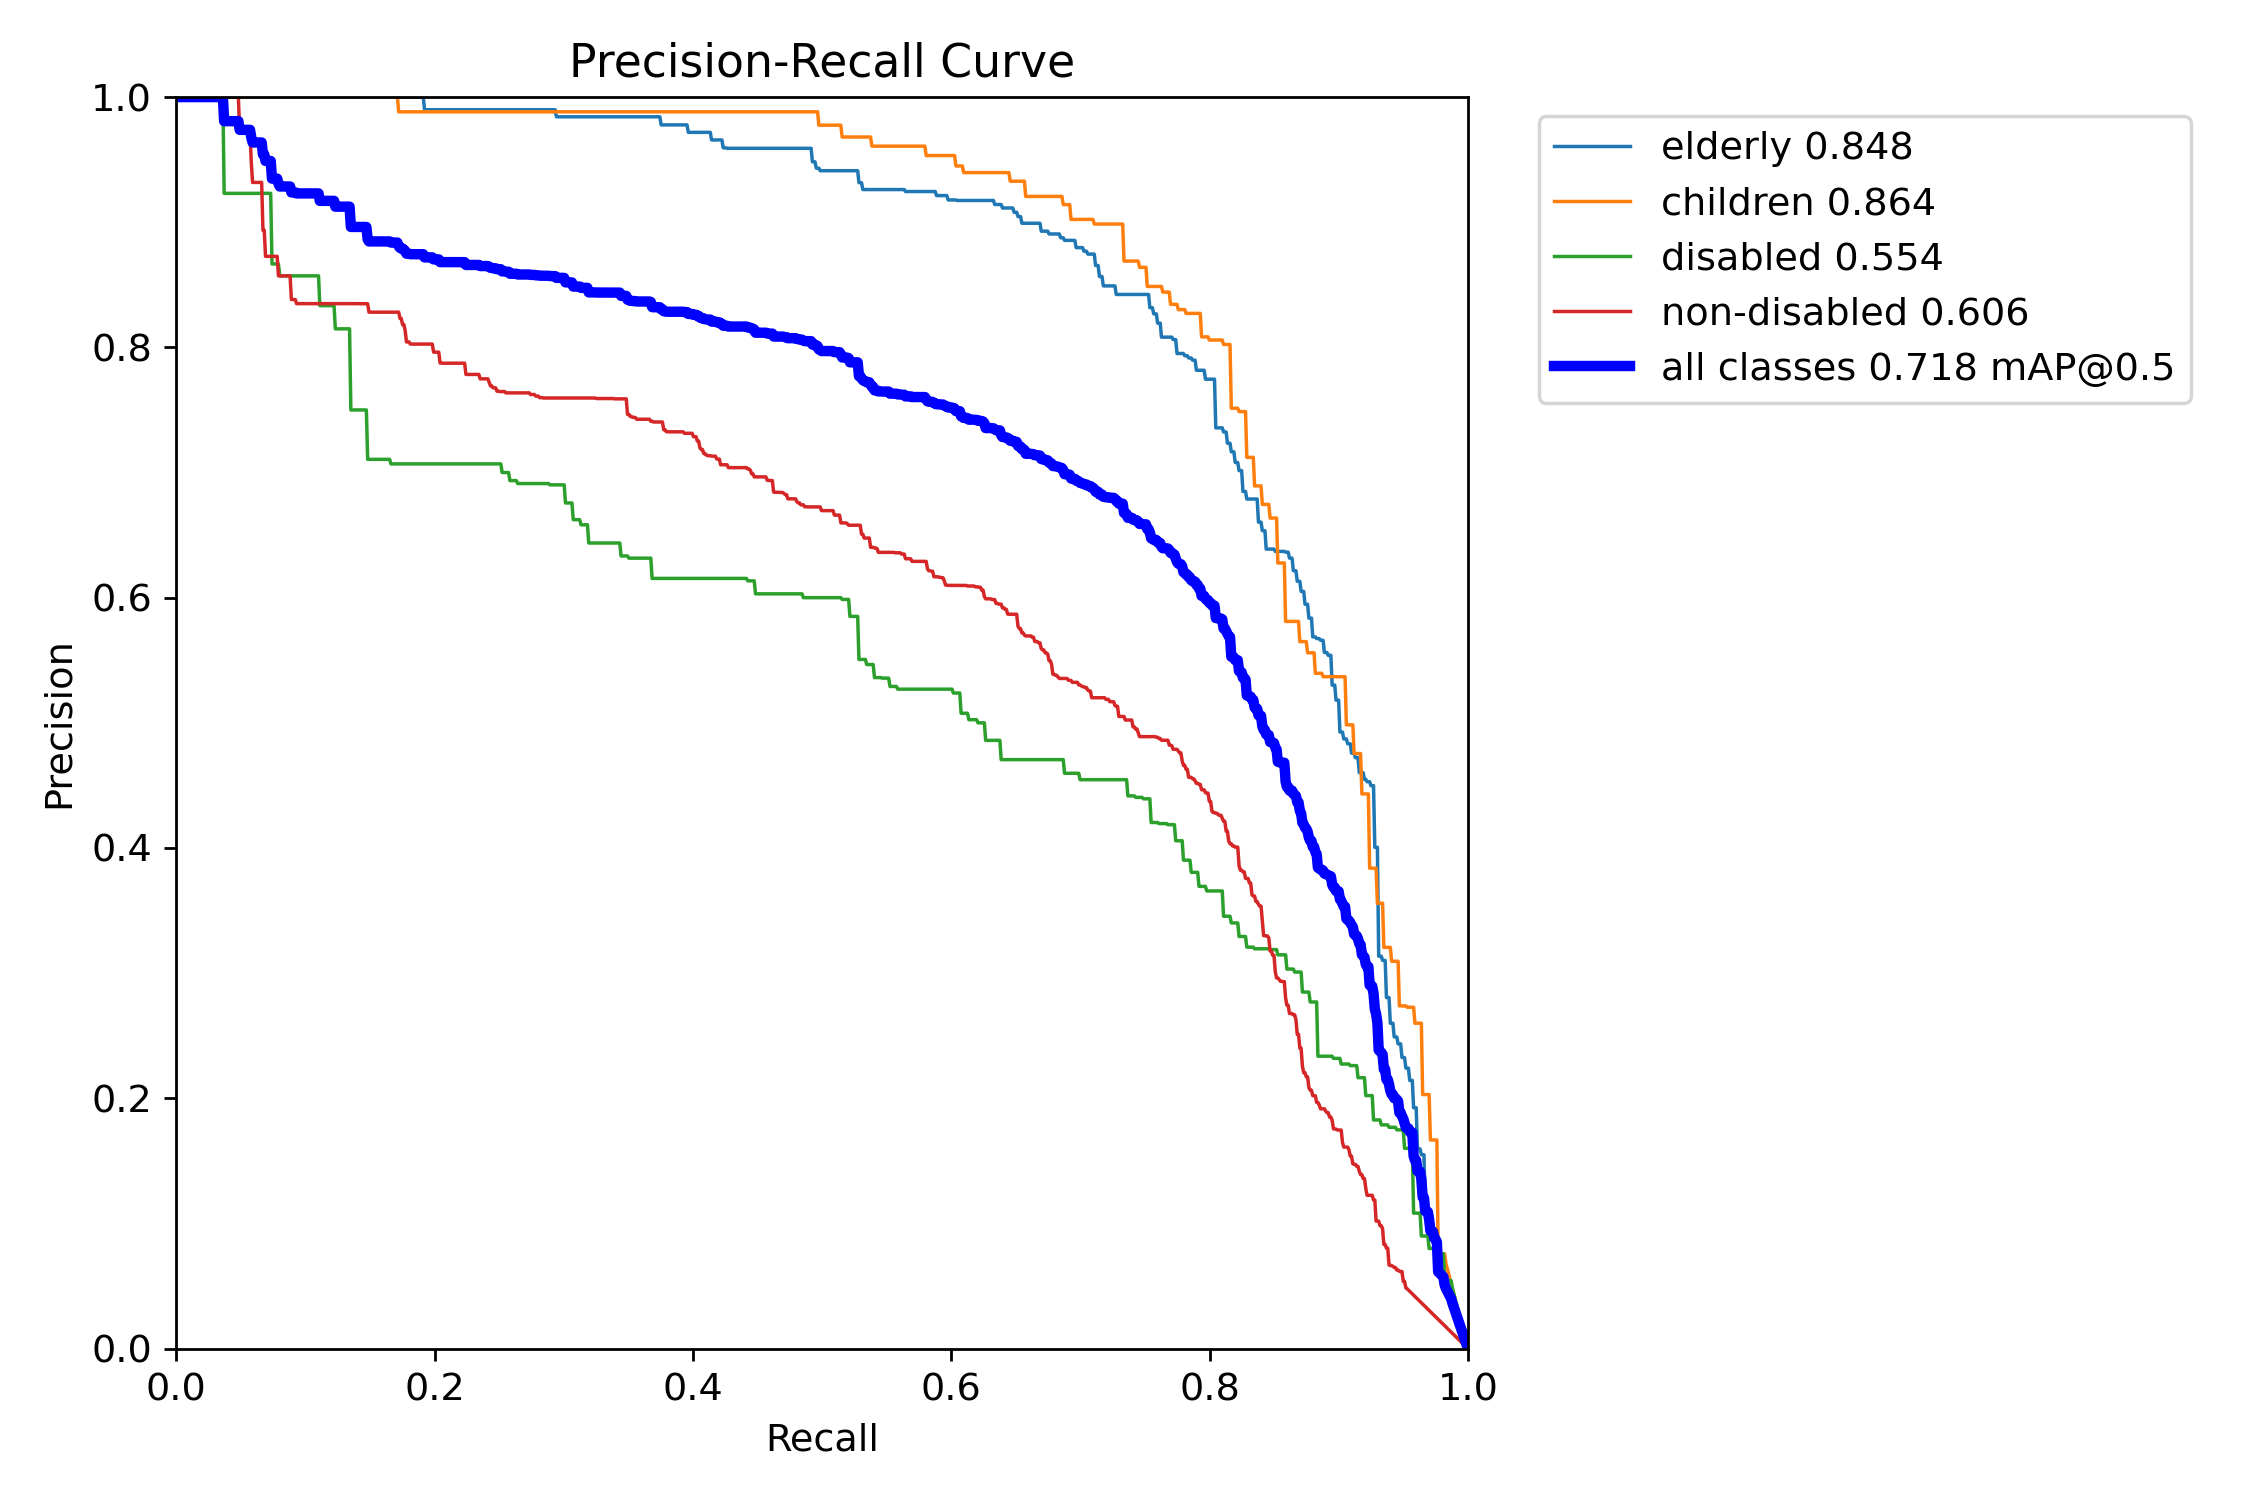 Precision-Recall Curve
1.0
0.8
0.6
0.4
0.2
0.0
Precision
0.0 0.2 0.4 0.6 0.8 1.0
Recall
elderly 0.848
children 0.864
disabled 0.554
non-disabled 0.606
all classes 0.718 mAP@0.5